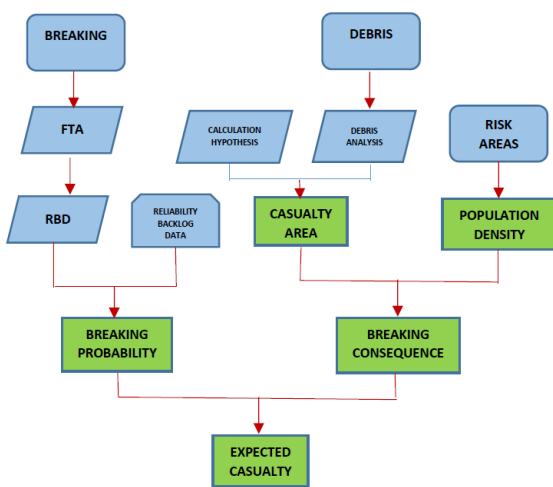 BREAKING
DEBRIS
FTA
CALCULATION
HYPOTHESIS
DEBRIS
ANALYSIS
RISK
AREAS
RBD
RELIABILITY
BACKLOG
DATA
CASUALTY
AREA
POPULATION
DENSITY
BREAKING
PROBABILITY
BREAKING
CONSEQUENCE
EXPECTED
CASUALTY